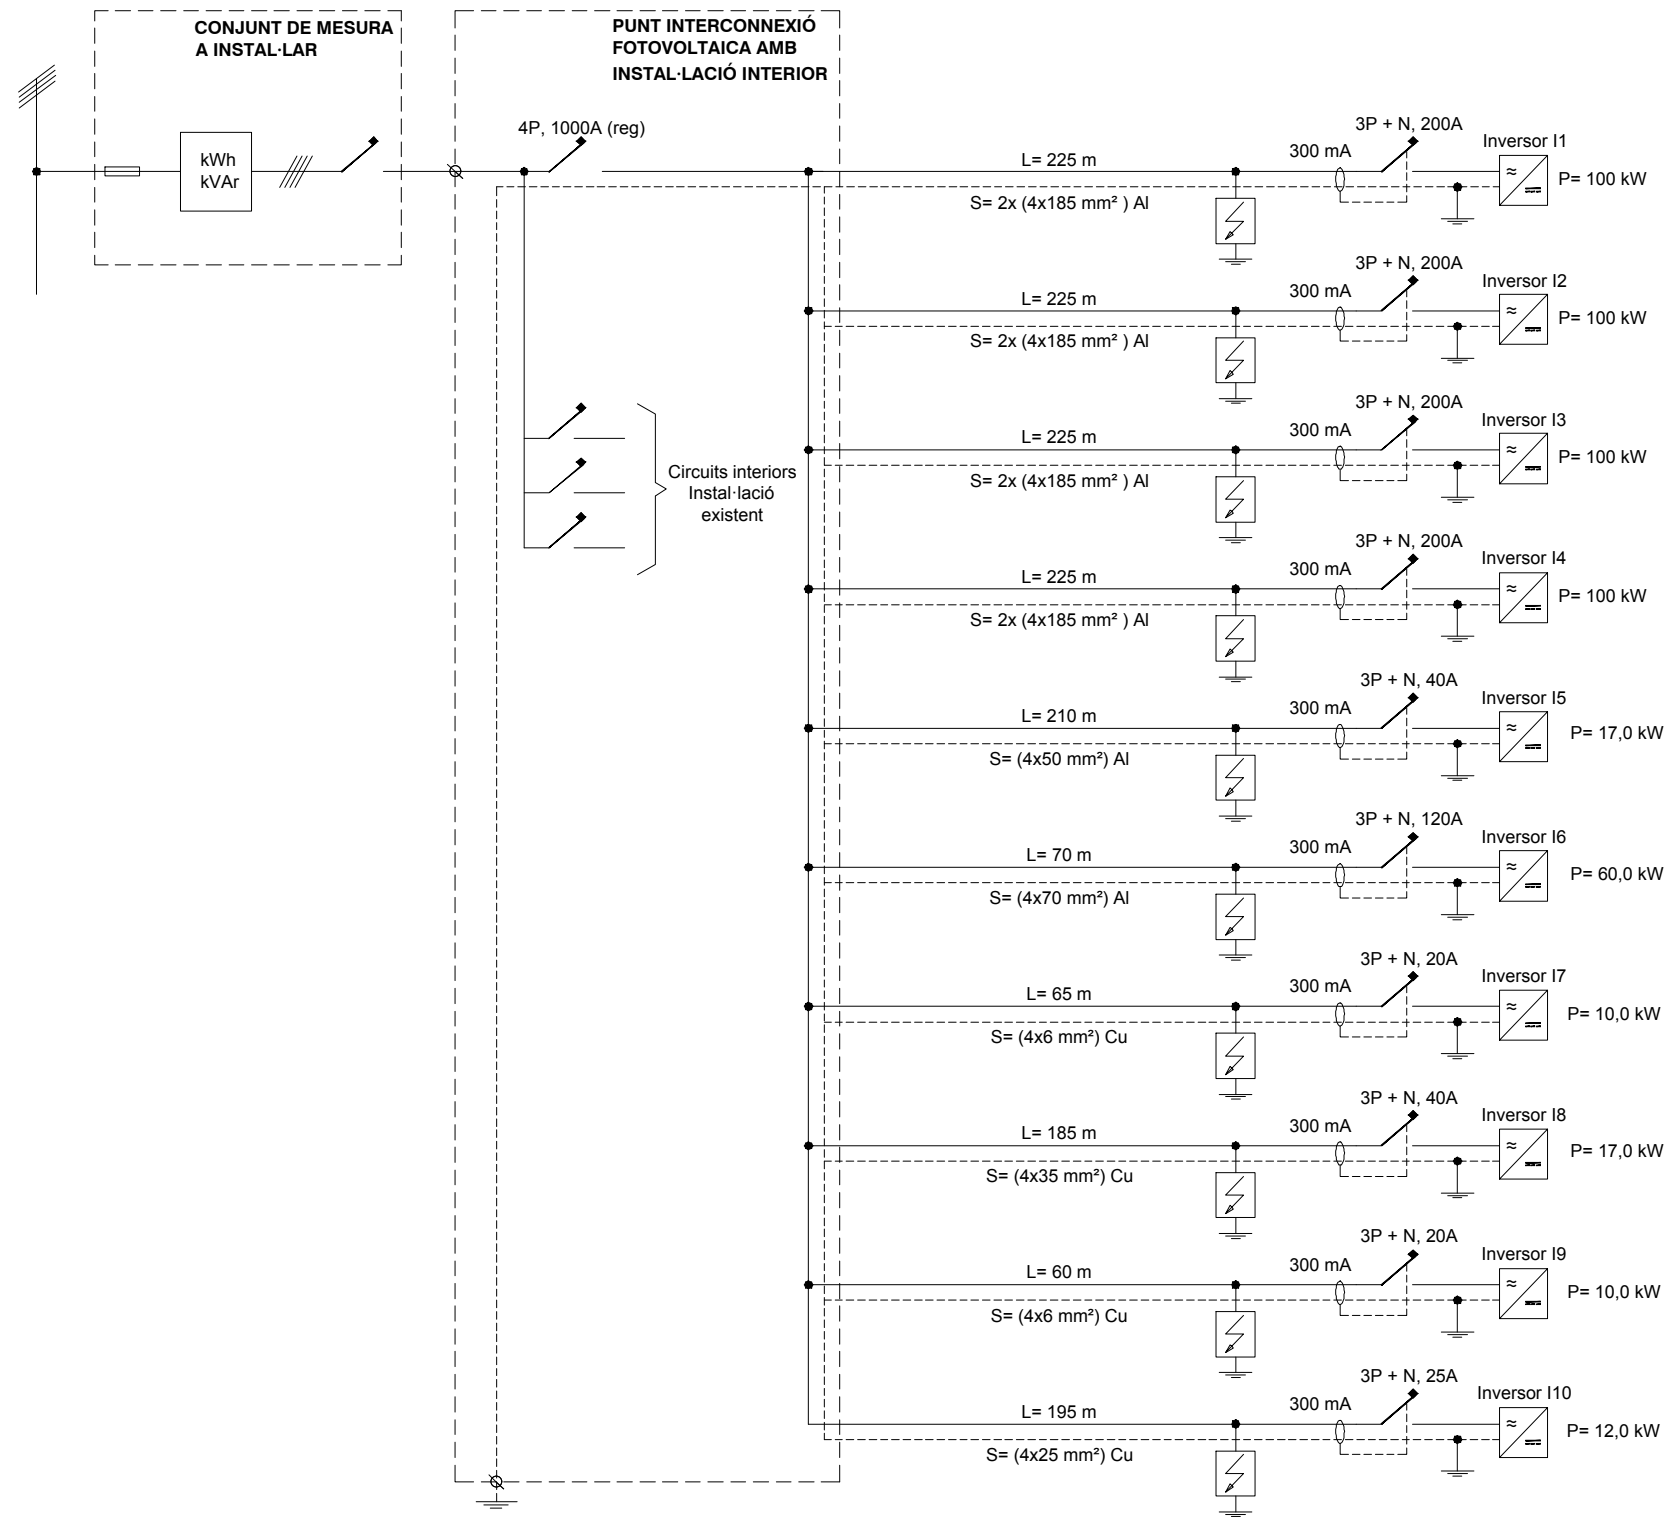 CONJUNT DE MESURA
A INSTAL·LAR
kWh
kVAr
PUNT INTERCONNEXIÓ
FOTOVOLTAICA AMB
INSTAL·LACIÓ INTERIOR
4P, 1000A (reg)
Circuits interiors
Instal·lació
existent
L= 225 m
S= 2x (4x185 mm² ) Al
300 mA
3P + N, 200A
Inversor I1
P= 100 kW
L= 225 m
S= 2x (4x185 mm² ) Al
300 mA
3P + N, 200A
Inversor I2
P= 100 kW
L= 225 m
S= 2x (4x185 mm² ) Al
300 mA
3P + N, 200A
Inversor I3
P= 100 kW
L= 225 m
S= 2x (4x185 mm² ) Al
300 mA
3P + N, 200A
Inversor I4
P= 100 kW
L= 210 m
S= (4x50 mm²) Al
300 mA
3P + N, 40A
Inversor I5
P= 17,0 kW
L= 70 m
S= (4x70 mm²) Al
300 mA
3P + N, 120A
Inversor I6
P= 60,0 kW
L= 65 m
S= (4x6 mm²) Cu
300 mA
3P + N, 20A
Inversor I7
P= 10,0 kW
L= 185 m
S= (4x35 mm²) Cu
300 mA
3P + N, 40A
Inversor I8
P= 17,0 kW
L= 60 m
S= (4x6 mm²) Cu
300 mA
3P + N, 20A
Inversor I9
P= 10,0 kW
L= 195 m
S= (4x25 mm²) Cu
300 mA
3P + N, 25A
Inversor I10
P= 12,0 kW